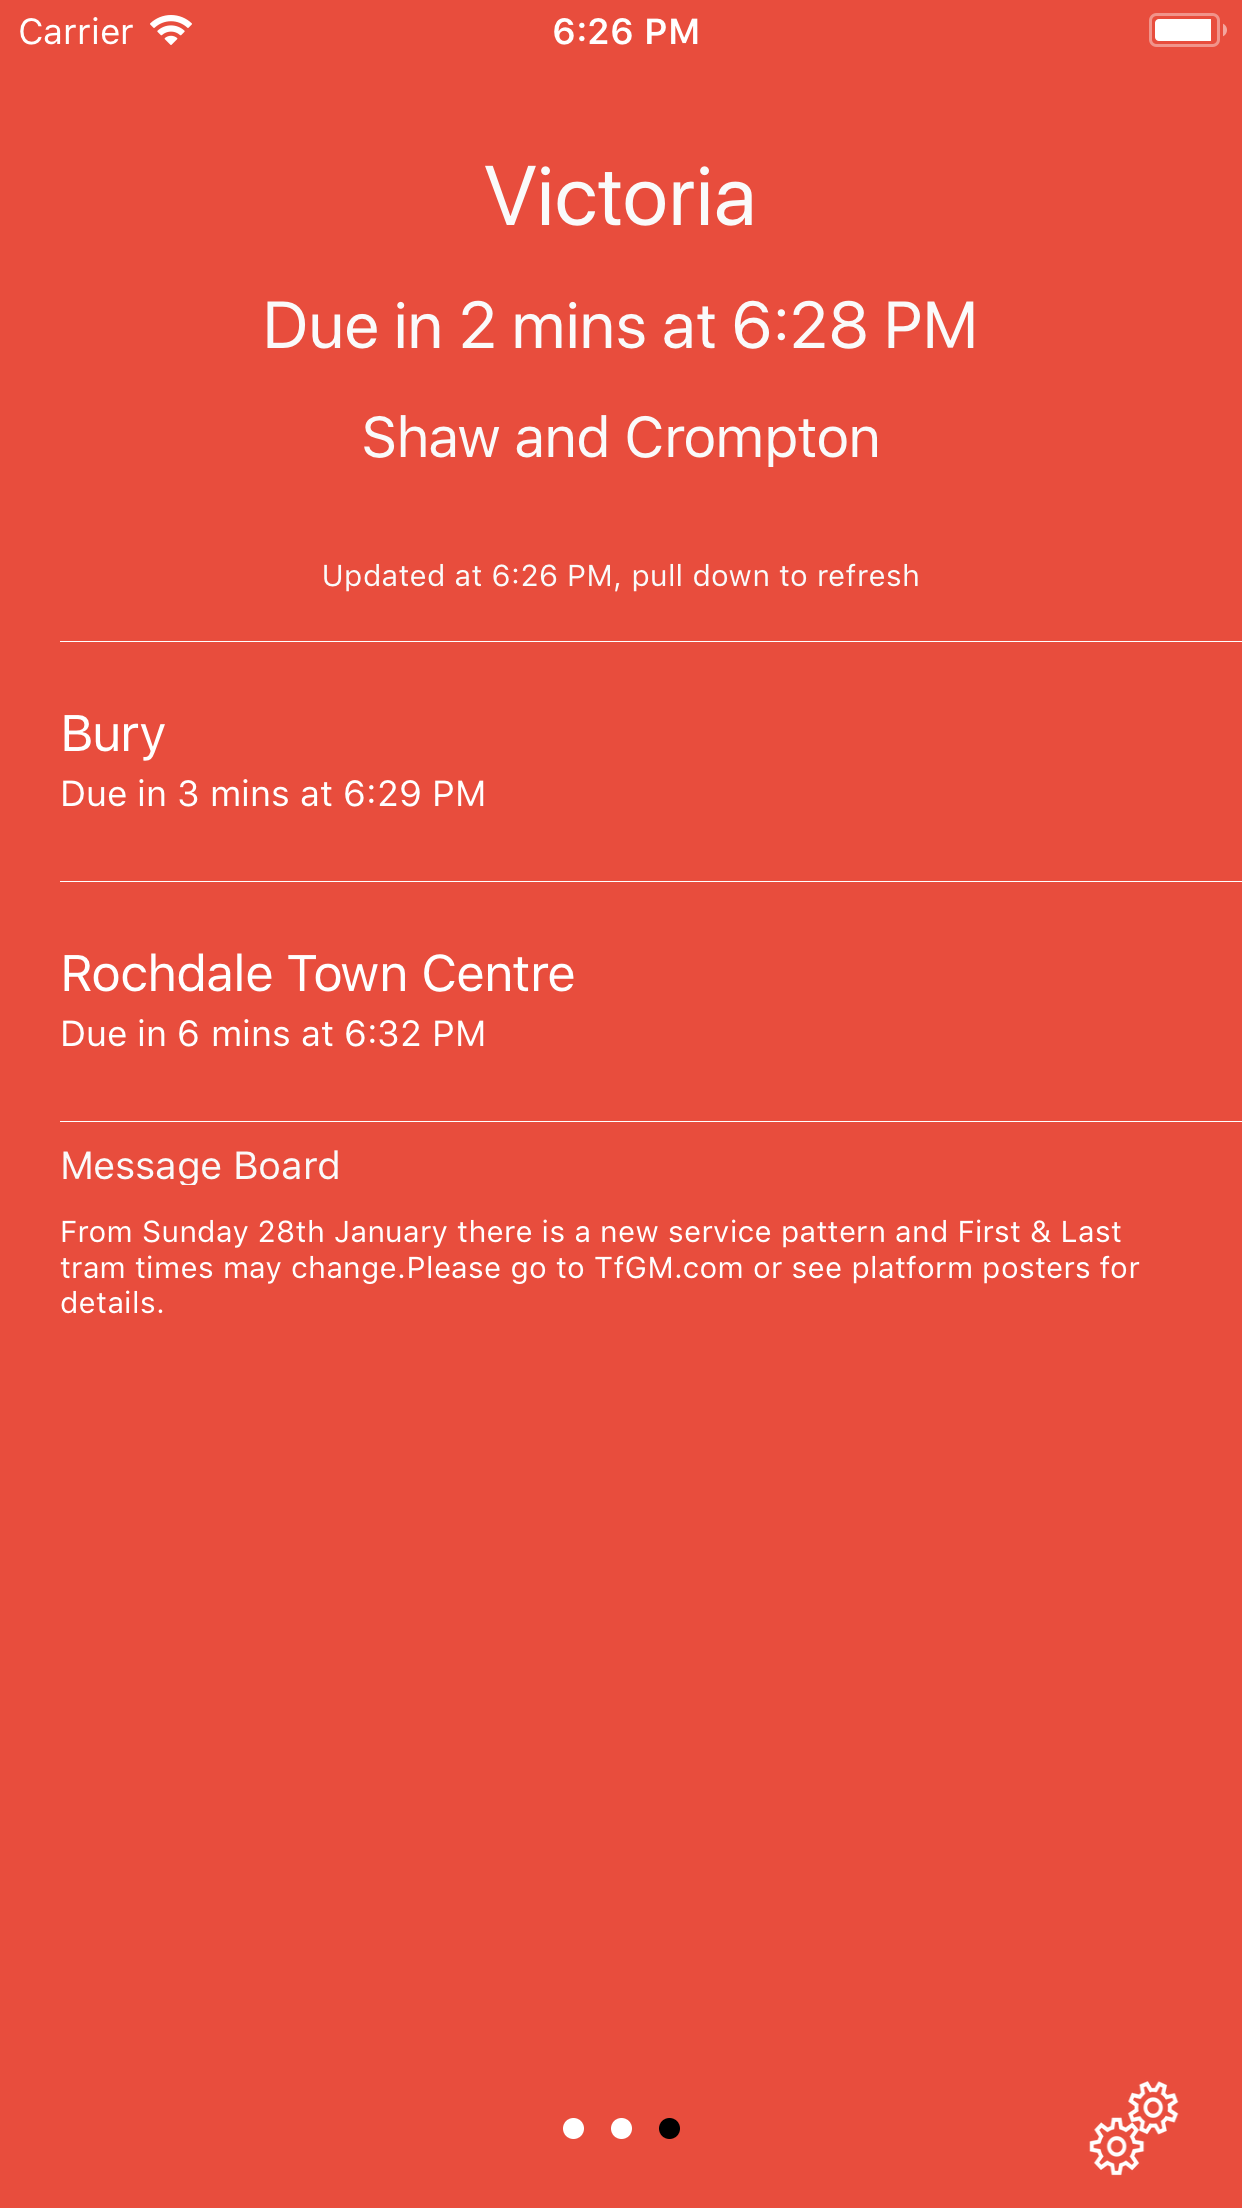 Carrier 6:26 PM
Victoria
Due in 2 mins at 6:28 PM
Shaw and Crompton
Updated at 6:26 PM, pull down to refresh
Bury
Due in 3 mins at 6:29 PM
Rochdale Town Centre
Due in 6 mins at 6:32 PM
Message Board
From Sunday 28th January there is a new service pattern and First & Last
tram times may change.Please go to TfGM.com or see platform posters for
details.